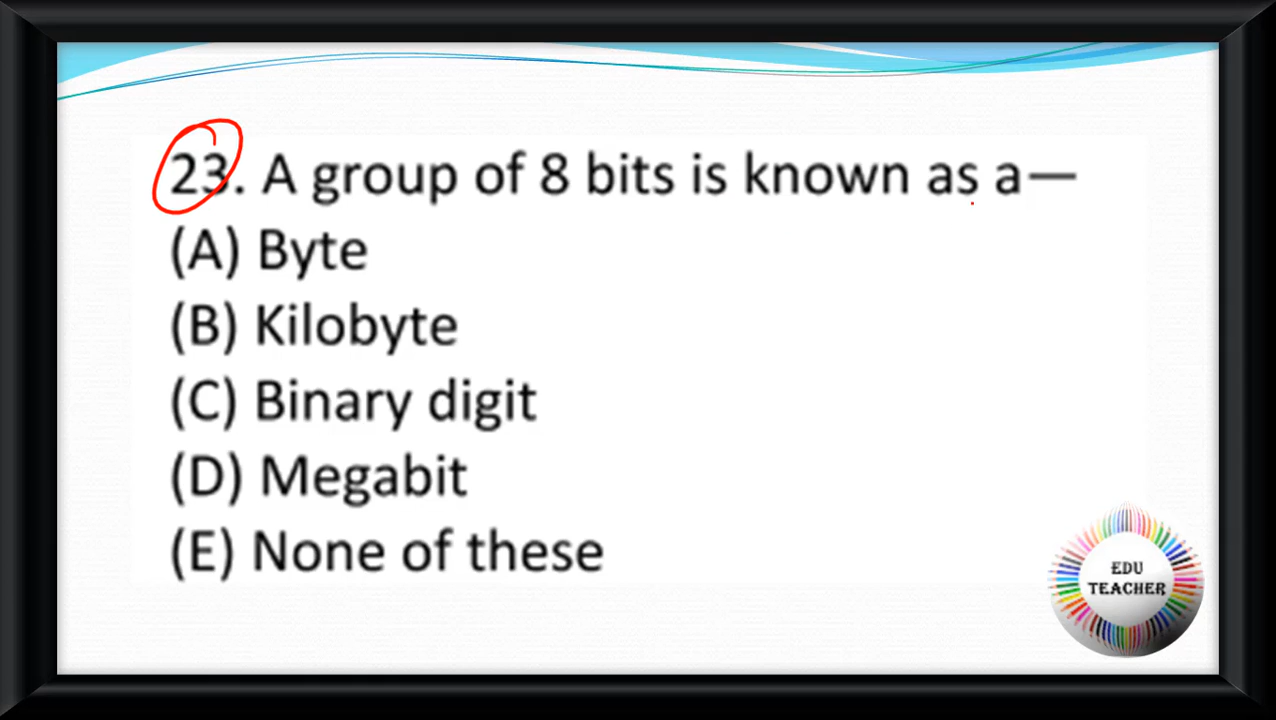 23. A group of 8 bits is known as a—
(A) Byte
(B) Kilobyte
(C) Binary digit
(D) Megabit
(E) None of these
EDU
TEACHER